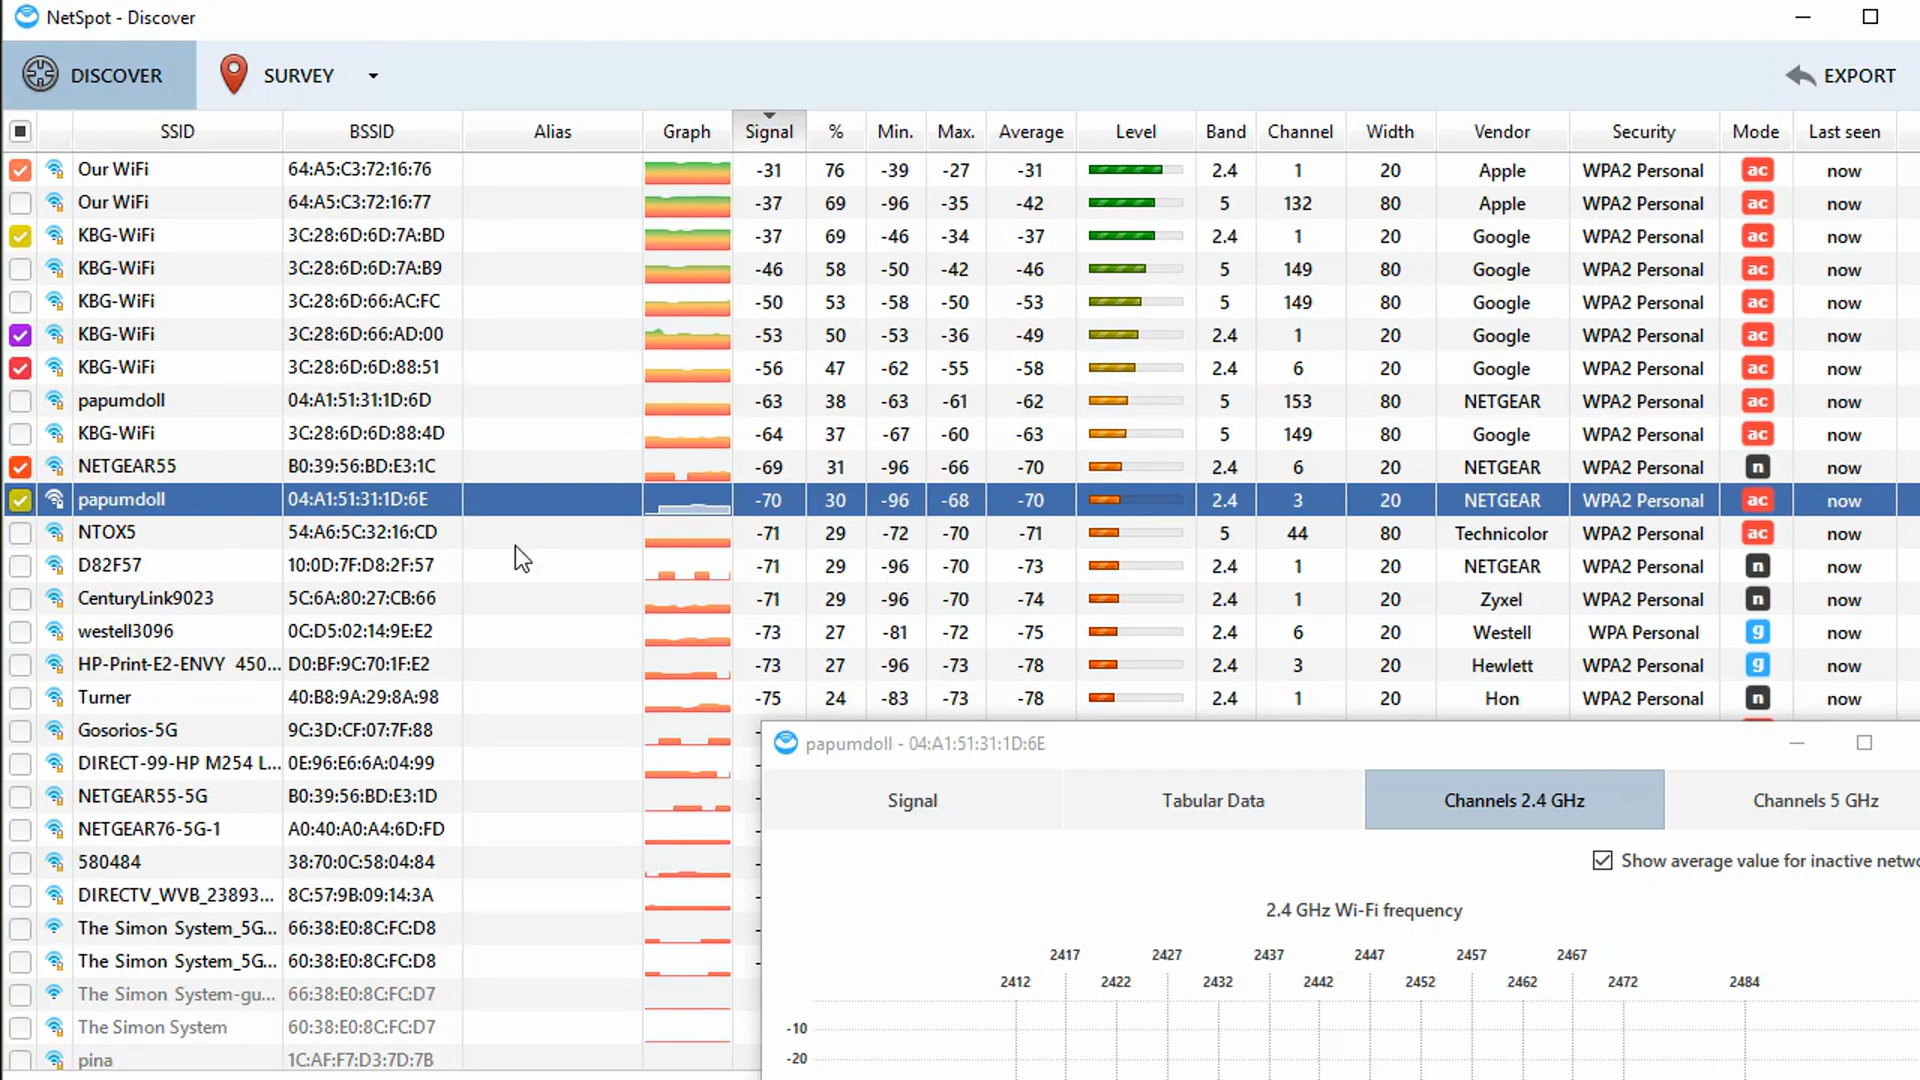 NetSpot - Discover
DISCOVER SURVEY EXPORT
SSID BSSID Alias Graph Signal % Min. Max. Average Level Band Channel Width Vendor Security Mode Last seen
Our WiFi 64:A5:C3:72:16:76 -31 76 -39 -27 -31 2.4 1 20 Apple WPA2 Personal ac now
Our WiFi 64:A5:C3:72:16:77 -37 69 -96 -35 -42 5 132 80 Apple WPA2 Personal ac now
KBG-WiFi 3C:28:6D:6D:7A:BD -37 69 -46 -34 -37 2.4 1 20 Google WPA2 Personal ac now
KBG-WiFi 3C:28:6D:6D:7A:B9 -46 58 -50 -42 -46 5 149 80 Google WPA2 Personal ac now
KBG-WiFi 3C:28:6D:66:AC:FC -50 53 -58 -50 -53 5 149 80 Google WPA2 Personal ac now
KBG-WiFi 3C:28:6D:66:AD:00 -53 50 -53 -36 -49 2.4 1 20 Google WPA2 Personal ac now
KBG-WiFi 3C:28:6D:6D:88:51 -56 47 -62 -55 -58 2.4 6 20 Google WPA2 Personal ac now
papumdoll 04:A1:51:31:1D:6D -63 38 -63 -61 -62 5 153 80 NETGEAR WPA2 Personal ac now
KBG-WiFi 3C:28:6D:6D:88:4D -64 37 -67 -60 -63 5 149 80 Google WPA2 Personal ac now
NETGEAR55 B0:39:56:BD:E3:1C -69 31 -96 -66 -70 2.4 6 20 NETGEAR WPA2 Personal n now
papumdoll 04:A1:51:31:1D:6E -70 30 -96 -68 -70 2.4 3 20 NETGEAR WPA2 Personal ac now
NTOX5 54:A6:5C:32:16:CD -71 29 -72 -70 -71 5 44 80 Technicolor WPA2 Personal ac now
D82F57 10:0D:7F:D8:2F:57 -71 29 -96 -70 -73 2.4 1 20 NETGEAR WPA2 Personal n now
CenturyLink9023 5C:6A:80:27:CB:66 -71 29 -96 -70 -74 2.4 1 20 Zyxel WPA2 Personal n now
westell3096 0C:D5:02:14:9E:E2 -73 27 -81 -72 -75 2.4 6 20 Westell WPA Personal g now
HP-Print-E2-ENVY 450... D0:BF:9C:70:1F:E2 -73 27 -96 -73 -78 2.4 3 20 Hewlett WPA2 Personal g now
Turner 40:B8:9A:29:8A:98 -75 24 -83 -73 -78 2.4 1 20 Hon WPA2 Personal n now
Gosorios-5G 9C:3D:CF:07:7F:88
DIRECT-99-HP M254 L... 0E:96:E6:6A:04:99
NETGEAR55-5G B0:39:56:BD:E3:1D
NETGEAR76-5G-1 A0:40:A0:A4:6D:FD
580484 38:70:0C:58:04:84
DIRECTV_WVB_23893... 8C:57:9B:09:14:3A
The Simon System_5G... 66:38:E0:8C:FC:D8
The Simon System_5G... 60:38:E0:8C:FC:D8
The Simon System-gu... 66:38:E0:8C:FC:D7
The Simon System 60:38:E0:8C:FC:D7
pina 1C:AF:F7:D3:7D:7B
papumdoll - 04:A1:51:31:1D:6E
Signal Tabular Data Channels 2.4 GHz Channels 5 GHz
Show average value for inactive netwo
2.4 GHz Wi-Fi frequency
2417 2427 2437 2447 2457 2467
2412 2422 2432 2442 2452 2462 2472 2484
-10
-20